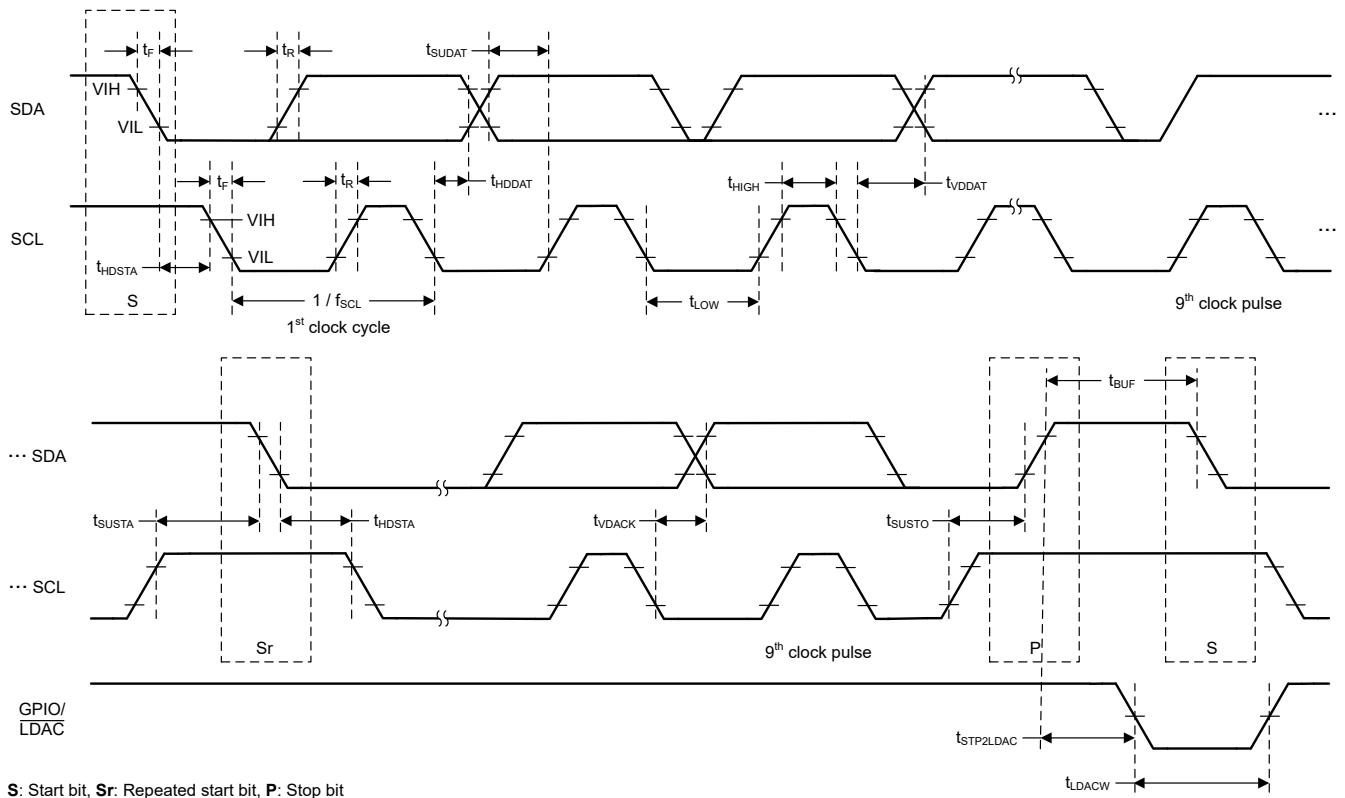 tF
tR
tSUDAT
VIH
SDA
VIL
...
tF
tR
tHDDAT
tHIGH
tVDDAT
VIH
SCL
...
VIL
tHDSTA
S
1 / fSCL
tLOW
9th clock pulse
1st clock cycle
tBUF
... SDA
tSUSTA
tHDSTA
tVDACK
tSUSTO
... SCL
Sr
9th clock pulse
P
S
GPIO/
LDAC
tSTP2LDAC
tLDACW
S: Start bit, Sr: Repeated start bit, P: Stop bit